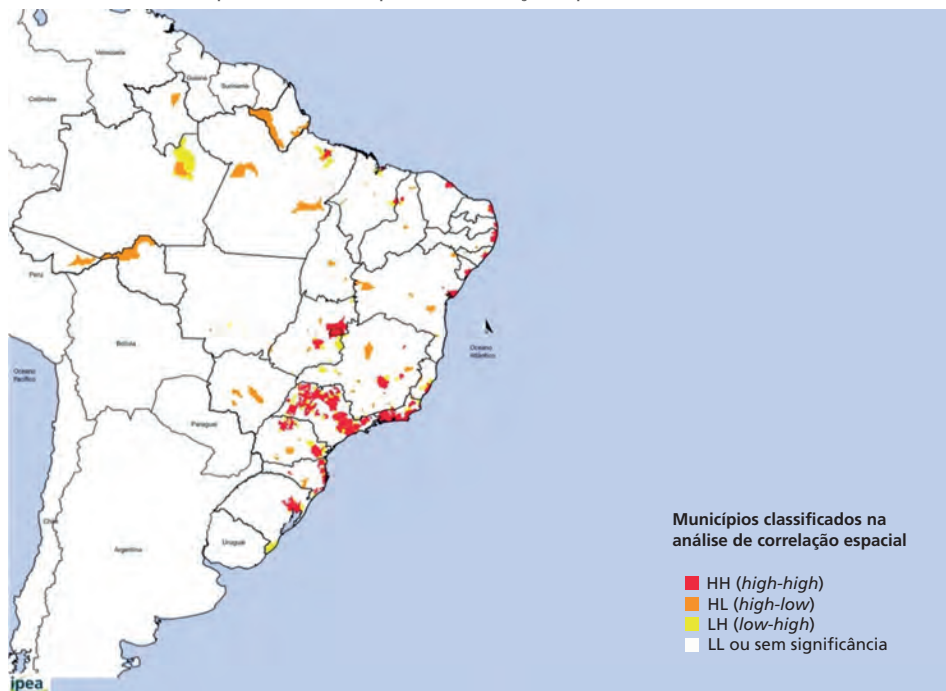 Venezuela
Guiana
Suriname
Colômbia
Peru
Bolívia
Oceano
Atlântico
Oceano
Pacífico
Paraguai
Chile
Argentina
Uruguai
Municípios classificados na
análise de correlação espacial
HH (high-high)
HL (high-low)
LH (low-high)
LL ou sem significância
ipea